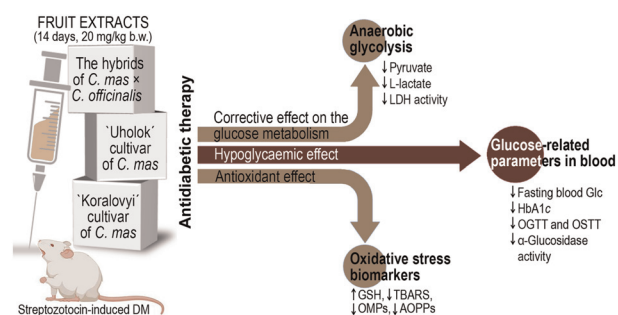 FRUIT EXTRACTS
(14 days, 20 mg/kg b.w.)
The hybrids
of C. mas ×
C. officinalis
`Uholok´
cultivar
of C. mas
`Koralovyi´
cultivar
of C. mas
Streptozotocin-induced DM
Antidiabetic therapy
Corrective effect on the
glucose metabolism
Hypoglycaemic effect
Antioxidant effect
Anaerobic
glycolysis
↓Pyruvate
↓L-lactate
↓LDH activity
Glucose-related
parameters in blood
↓Fasting blood Glc
↓HbA1c
↓OGTT and OSTT
↓α-Glucosidase
activity
Oxidative stress
biomarkers
↑GSH, ↓TBARS,
↓OMPs, ↓AOPPs